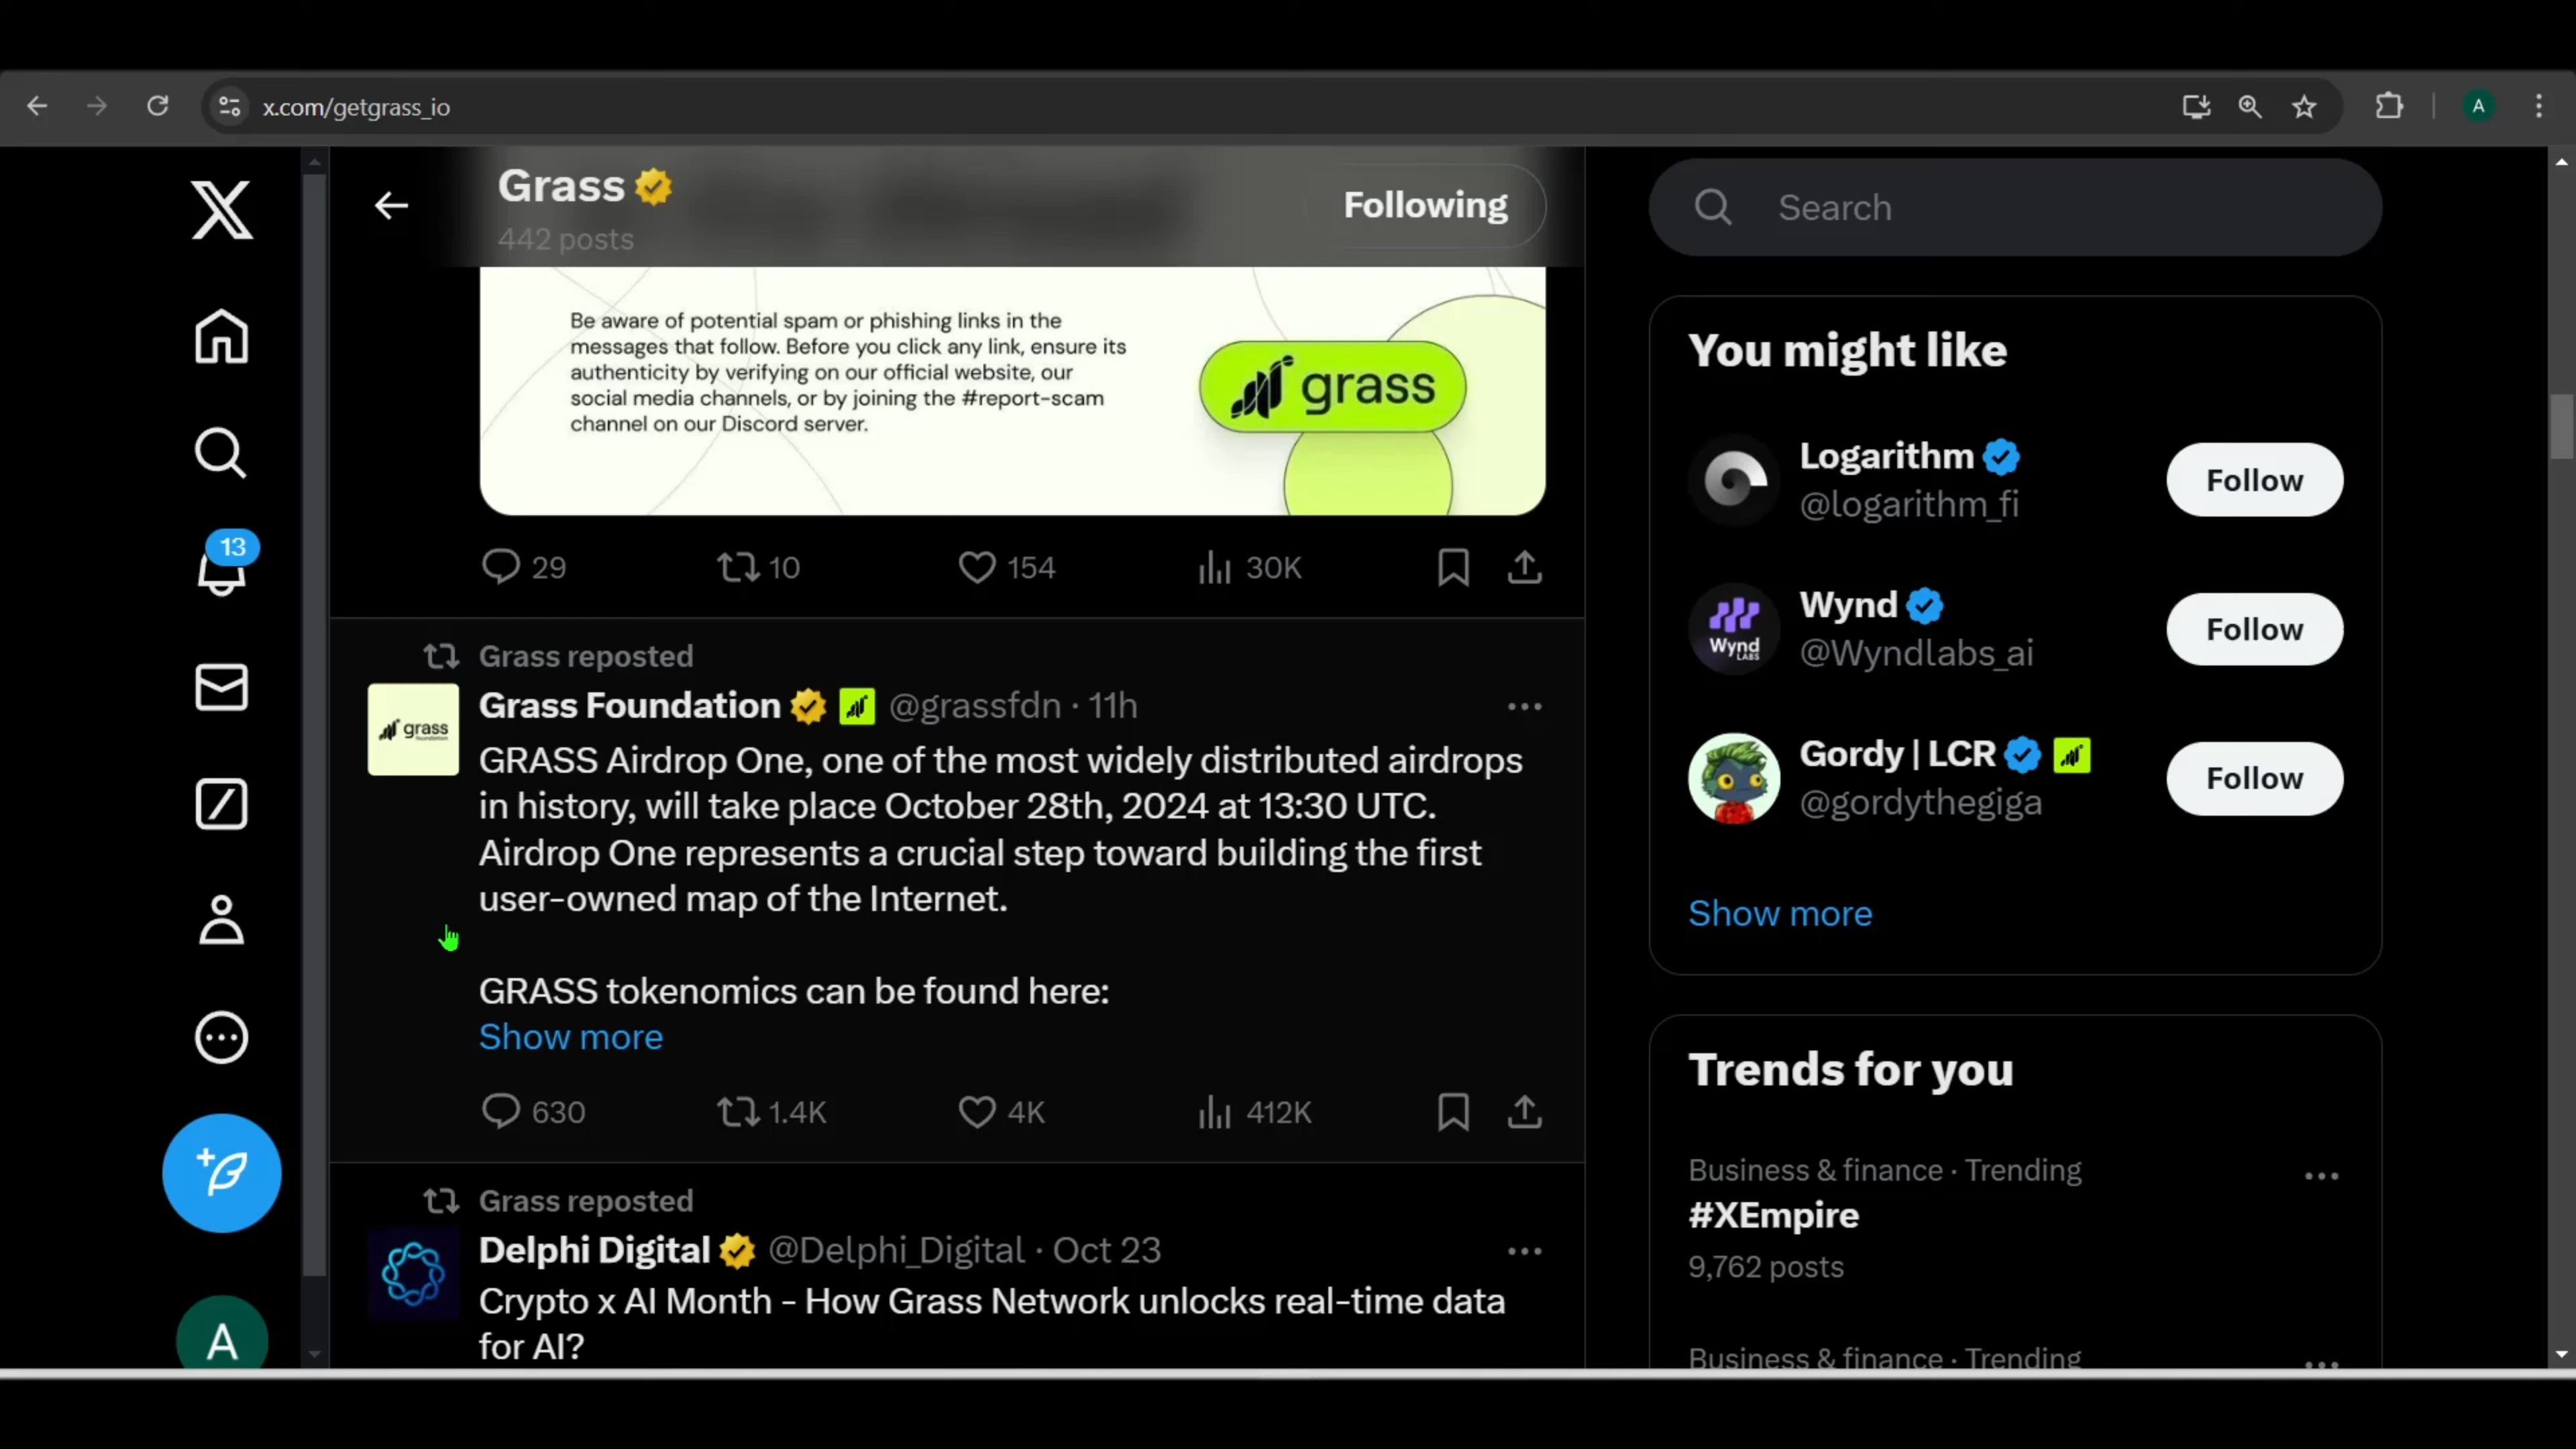 x.com/getgrass_io
A
Grass
442 posts
Following
Search
Be aware of potential spam or phishing links in the
messages that follow. Before you click any link, ensure its
authenticity by verifying on our official website, our
social media channels, or by joining the #report-scam
channel on our Discord server.
grass
29
10
154
30K
13
Grass reposted
grass
Grass Foundation @grassfdn · 11h
GRASS Airdrop One, one of the most widely distributed airdrops
in history, will take place October 28th, 2024 at 13:30 UTC.
Airdrop One represents a crucial step toward building the first
user-owned map of the Internet.
GRASS tokenomics can be found here:
Show more
630
1.4K
4K
412K
Grass reposted
Delphi Digital @Delphi_Digital · Oct 23
Crypto x AI Month - How Grass Network unlocks real-time data
for AI?
A
You might like
Logarithm
@logarithm_fi
Follow
Wynd
LABS
Wynd
@Wyndlabs_ai
Follow
Gordy | LCR
@gordythegiga
Follow
Show more
Trends for you
Business & finance · Trending
#XEmpire
9,762 posts
Business & finance · Trending